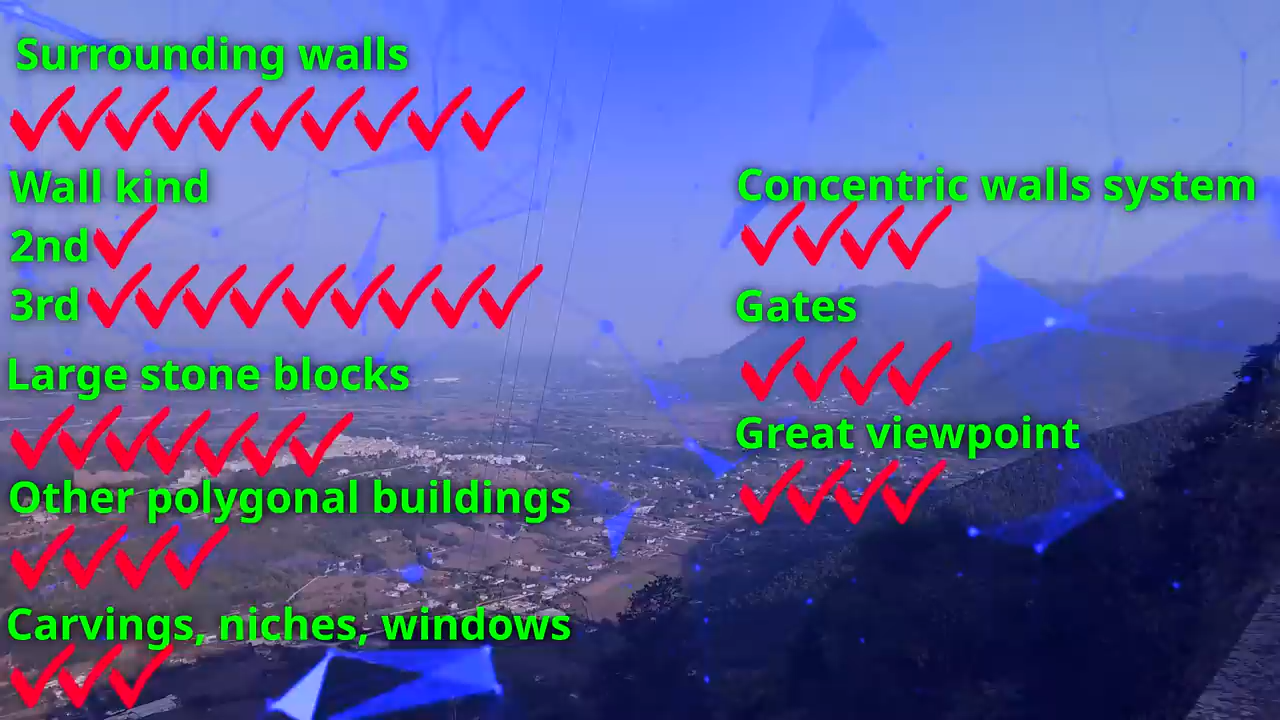 Surrounding walls
Wall kind
2nd
3rd
Large stone blocks
Other polygonal buildings
Carvings, niches, windows
Concentric walls system
Gates
Great viewpoint